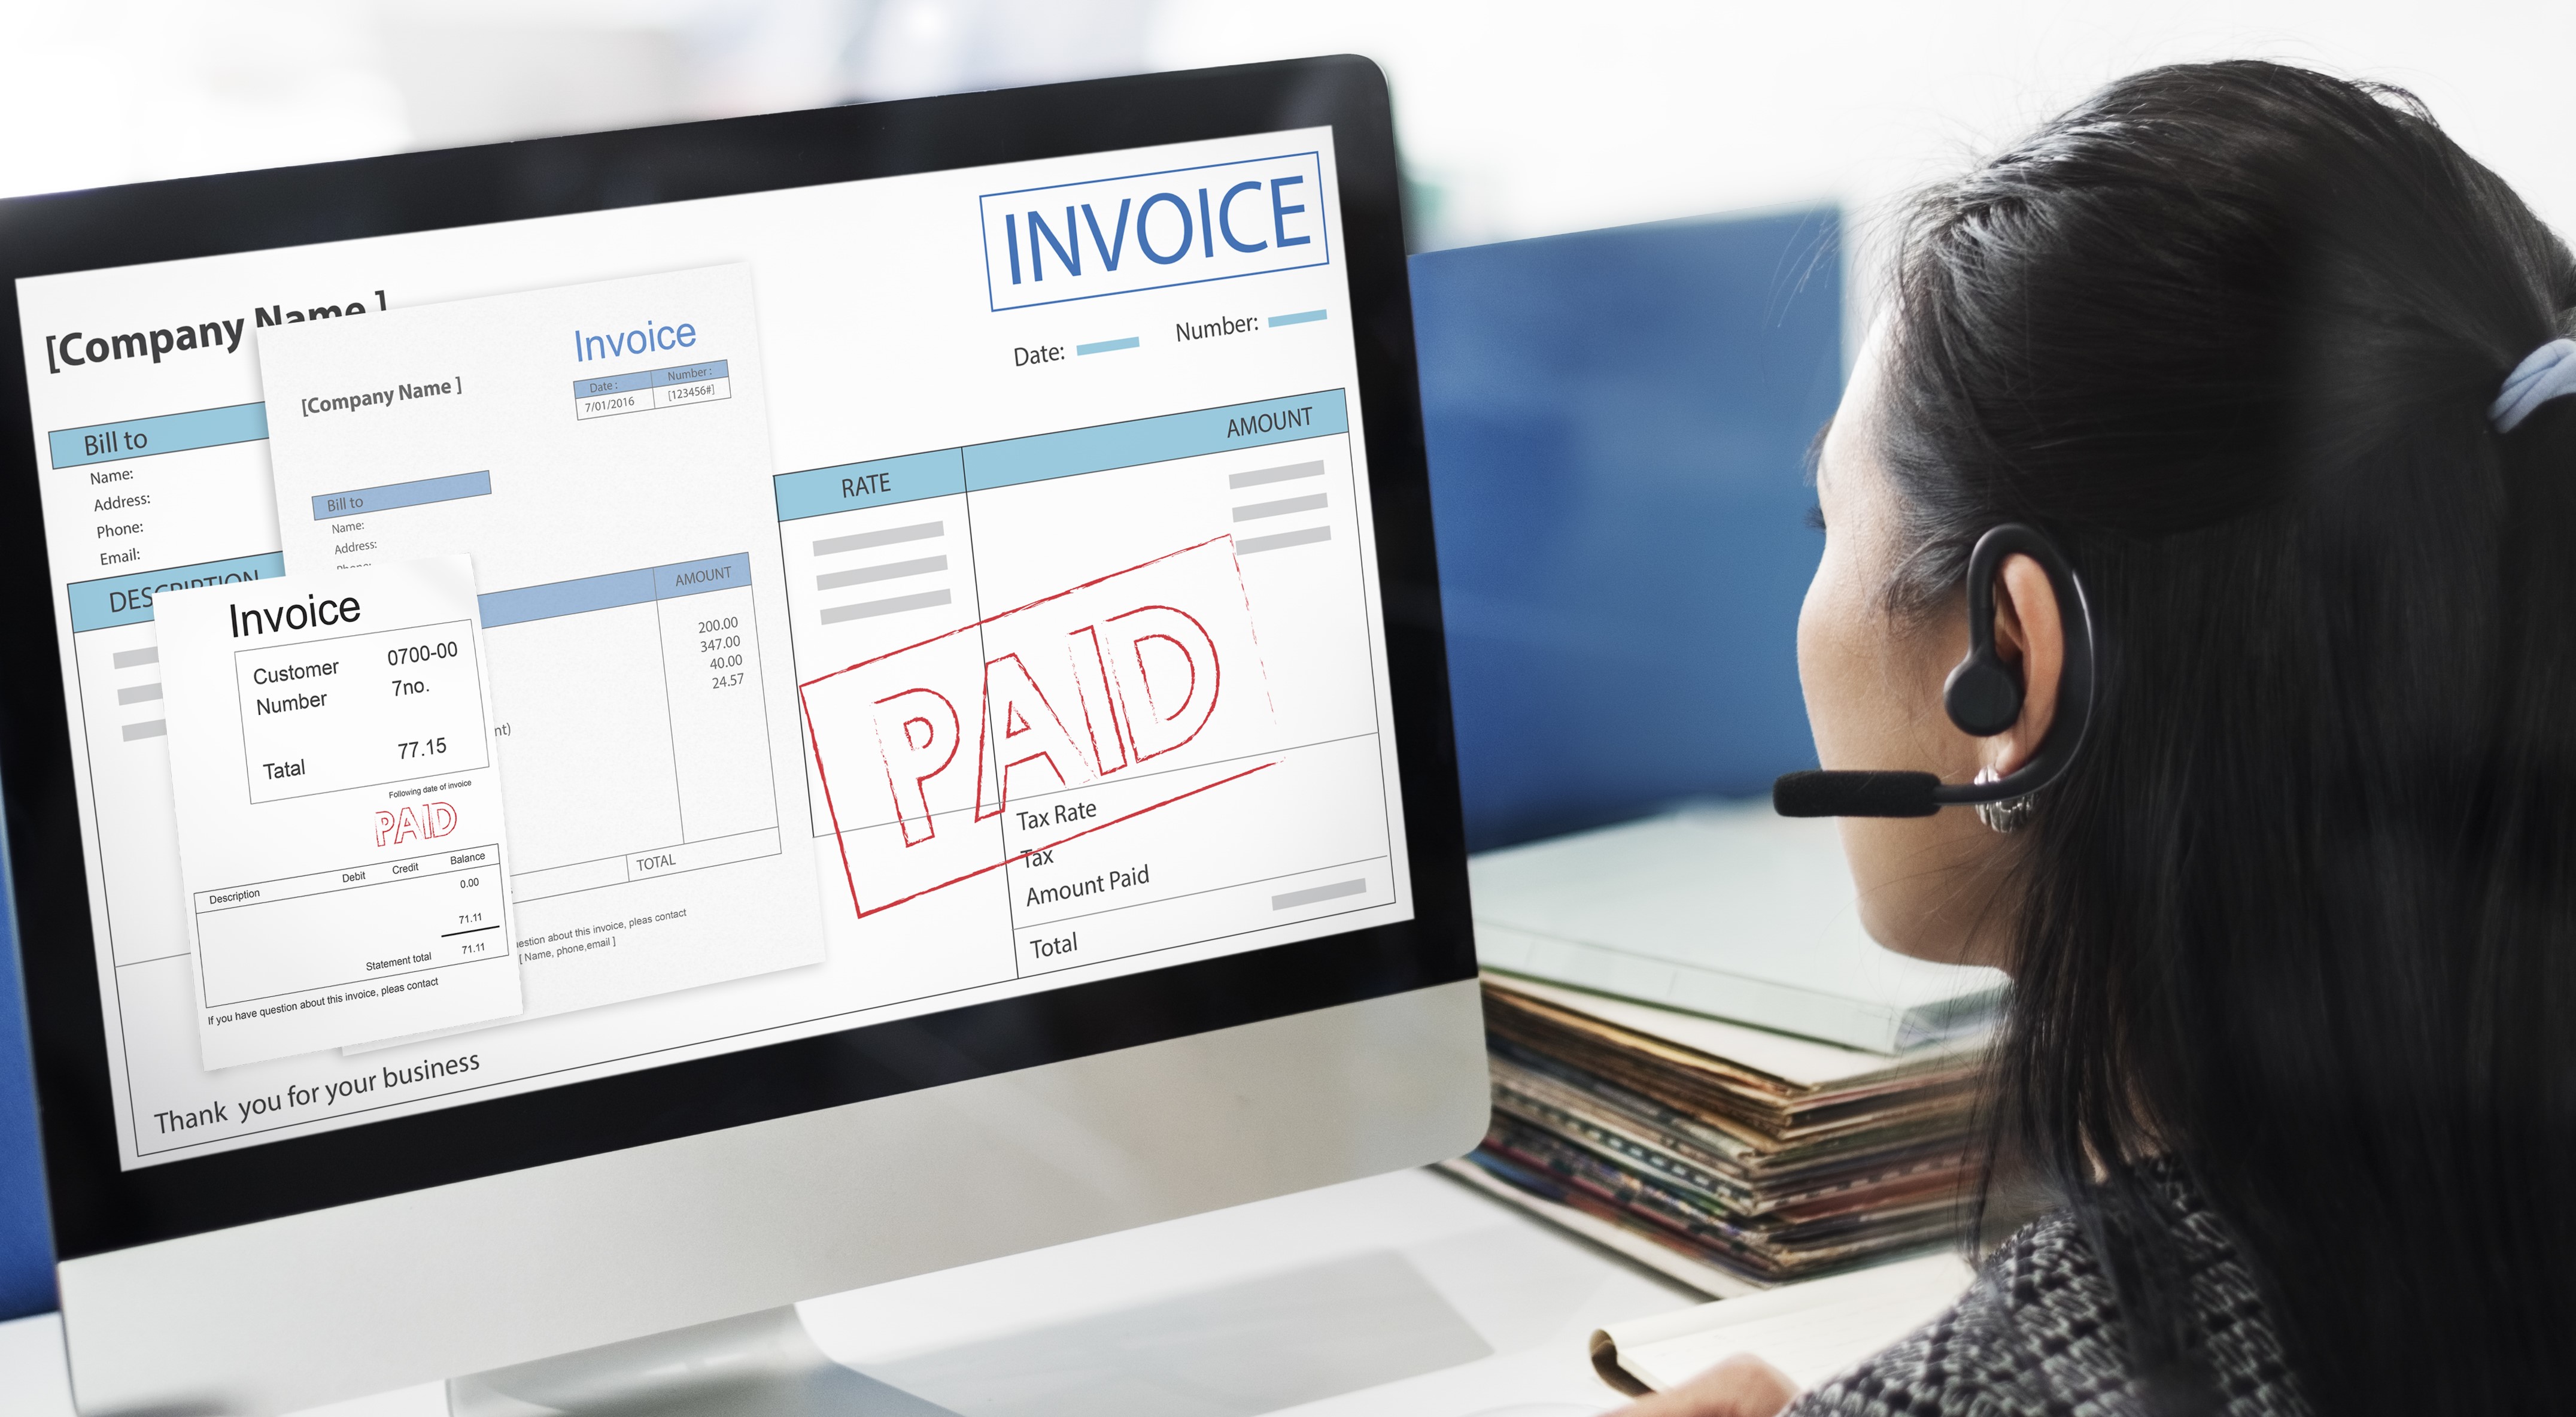 INVOICE
[Company Name ]
Date:
Number:
Bill to
Name:
Address:
Phone:
Email:
DESCRIPTION
RATE
AMOUNT
PAID
Tax Rate
Tax
Amount Paid
Total
Thank you for your business
Invoice
[Company Name ]
Date : Number :
7/01/2016 [123456#]
Bill to
Name:
Address:
Phone:
AMOUNT
200.00
347.00
40.00
24.57
nt)
TOTAL
estion about this invoice, pleas contact
[ Name, phone,email ]
Invoice
Customer 0700-00
Number 7no.
Tatal 77.15
Following date of invoice
PAID
Description Debit Credit Balance
0.00
71.11
Statement total 71.11
If you have question about this invoice, pleas contact